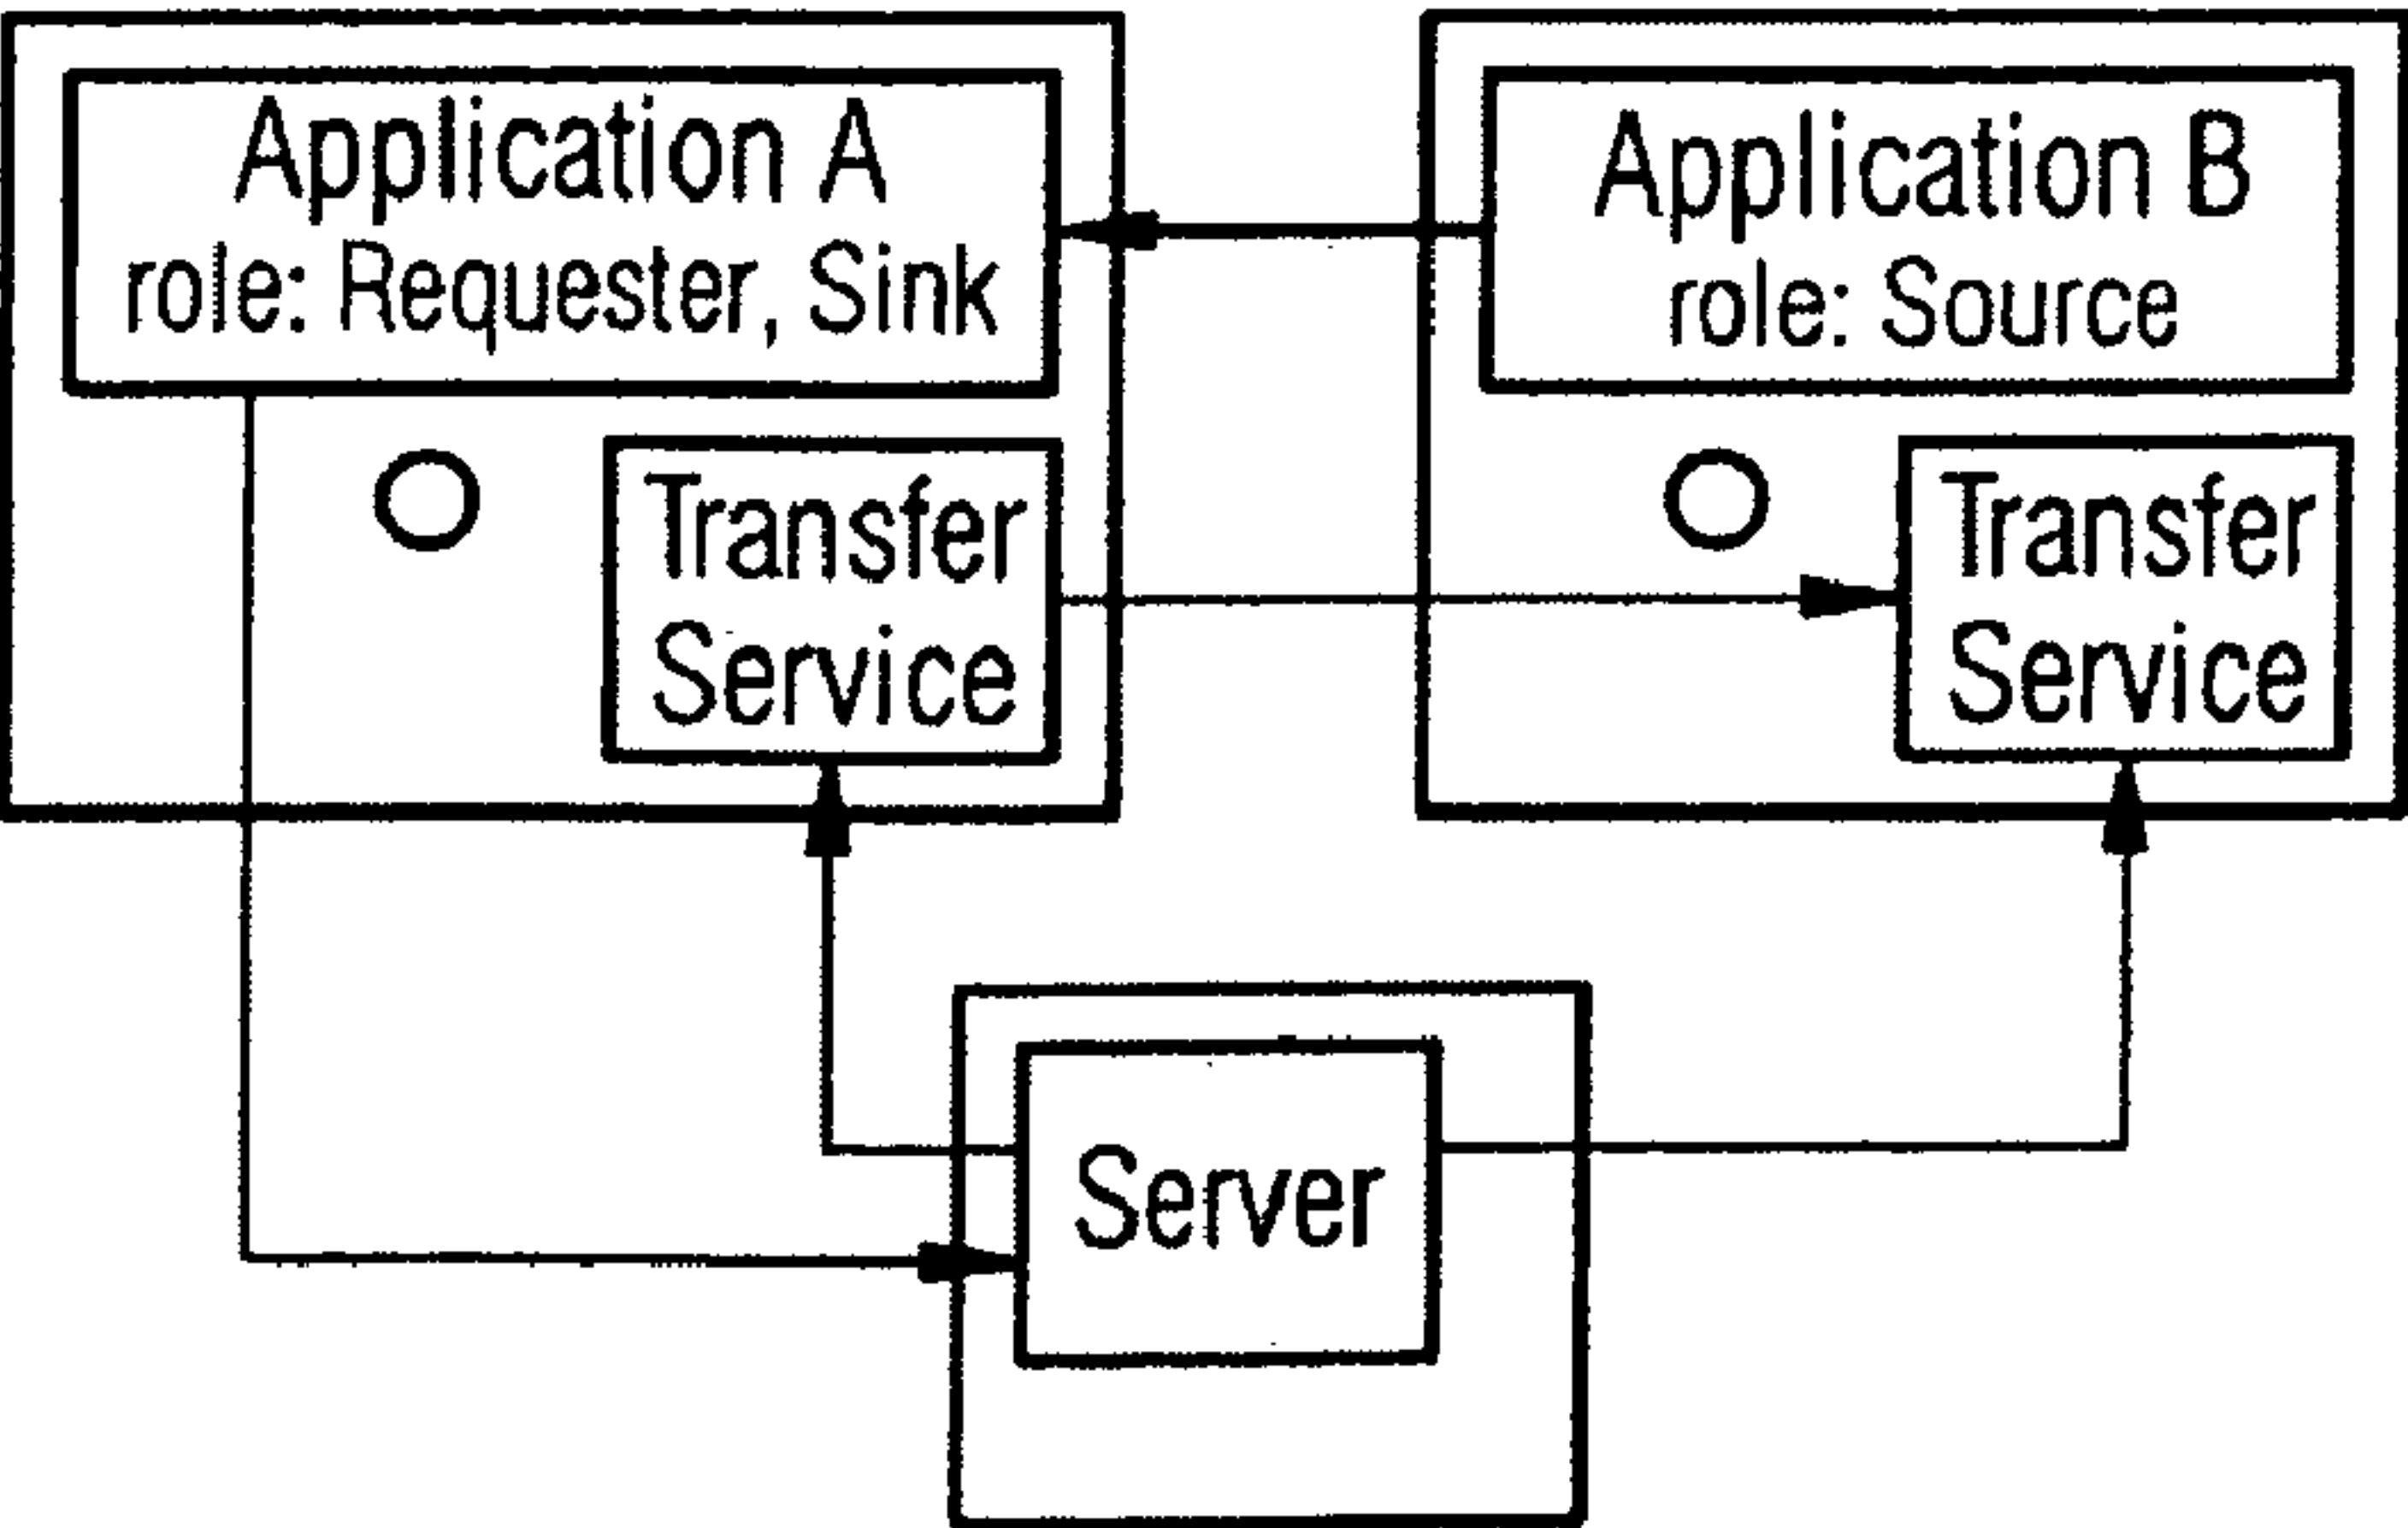 Application A
role: Requester, Sink
Application B
role: Source
Transfer
Service
Transfer
Service
Server